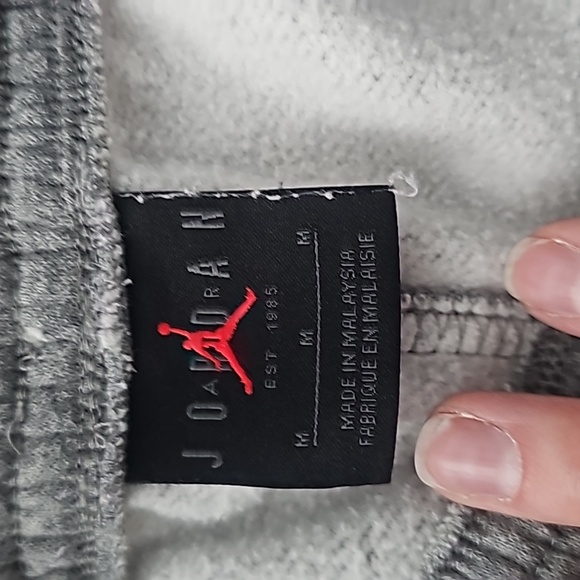 JORDAN
EST 1985
M M M
MADE IN MALAYSIA
FABRIQUE EN MALAISIE